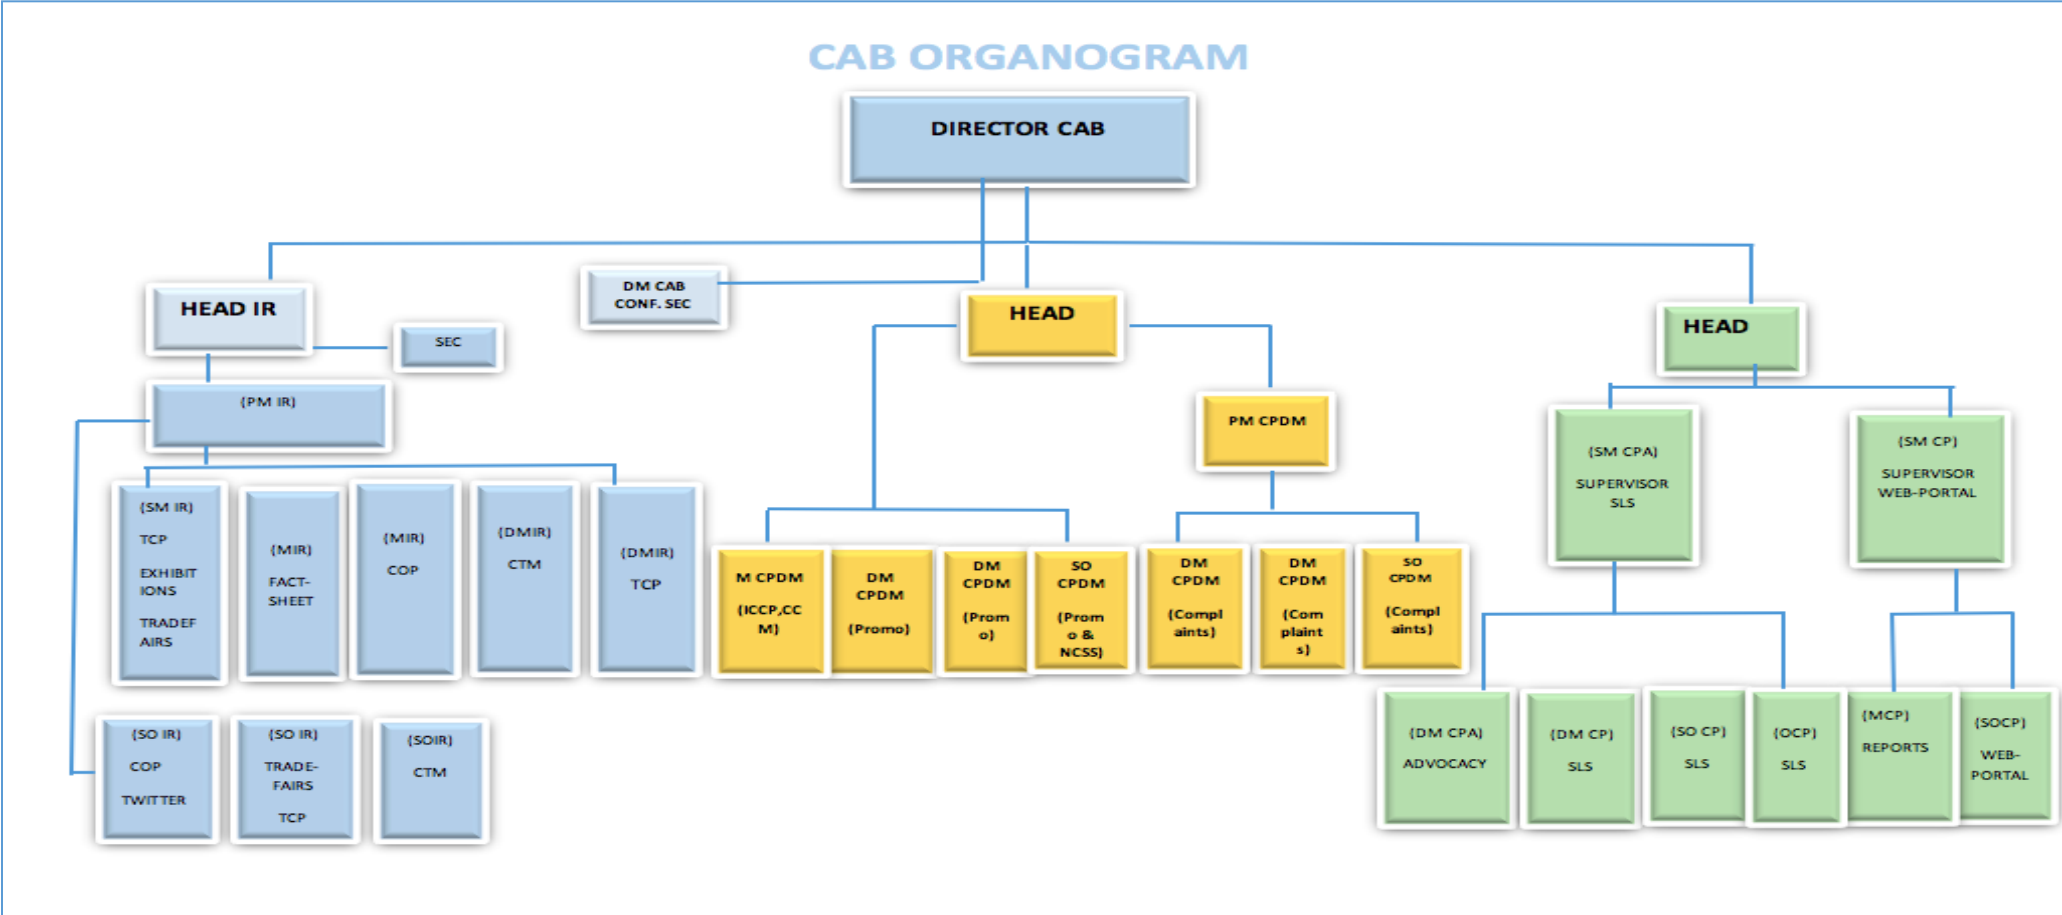 CAB ORGANOGRAM
DIRECTOR CAB
HEAD IR
SEC
DM CAB
CONF. SEC
HEAD
HEAD
(PM IR)
PM CPDM
(SM CPA)
SUPERVISOR
SLS
(SM CP)
SUPERVISOR
WEB-PORTAL
(SM IR)
TCP
EXHIBIT
IONS
TRADEF
AIRS
(MIR)
FACT-
SHEET
(MIR)
COP
(DMIR)
CTM
(DMIR)
TCP
M CPDM
(ICCP,CC
M)
DM
CPDM
(Promo)
DM
CPDM
(Prom
o)
SO
CPDM
(Prom
o &
NCSS)
DM
CPDM
(Compl
aints)
DM
CPDM
(Com
plaint
s)
SO
CPDM
(Compl
aints)
(SO IR)
COP
TWITTER
(SO IR)
TRADE-
FAIRS
TCP
(SOIR)
CTM
(DM CPA)
ADVOCACY
(DM CP)
SLS
(SO CP)
SLS
(OCP)
SLS
(MCP)
REPORTS
(SOCP)
WEB-
PORTAL